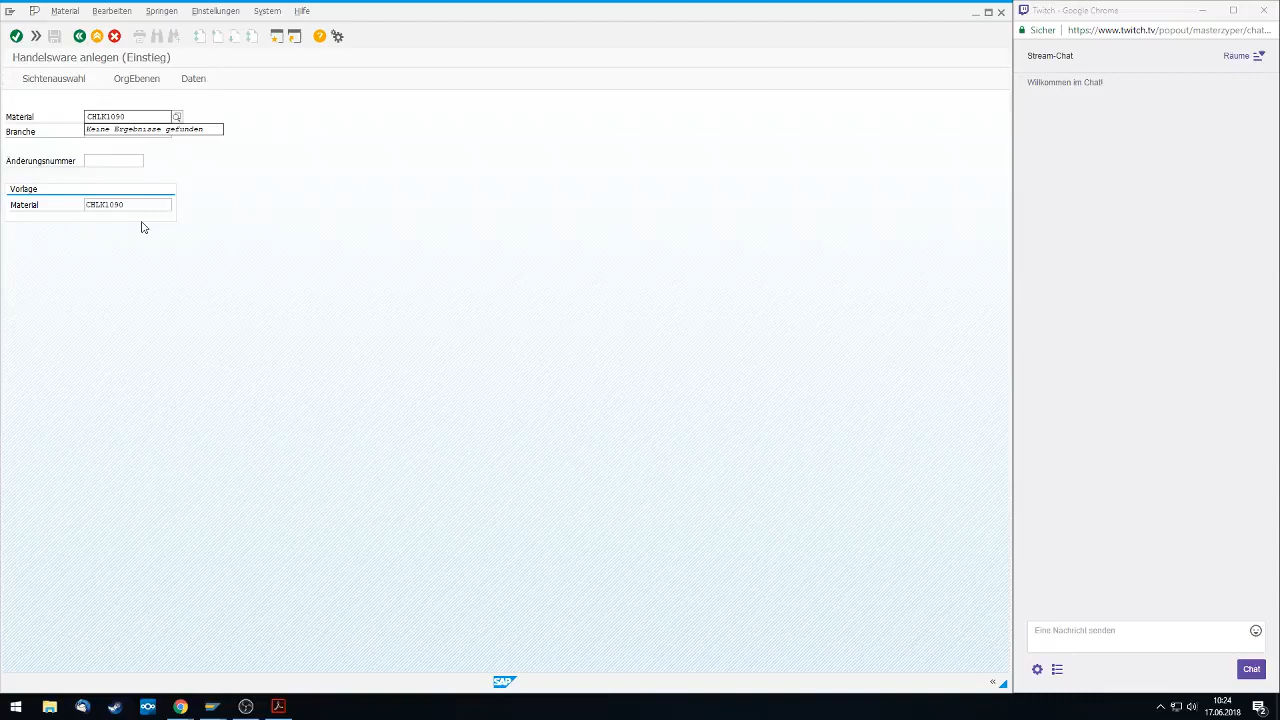 Material Bearbeiten Springen Einstellungen System Hilfe
Handelsware anlegen (Einstieg)
Sichtenauswahl OrgEbenen Daten
Material CHLK1090
Branche Keine Ergebnisse gefunden
Änderungsnummer
Vorlage
Material CHLK1090
SAP
Twitch - Google Chrome
Sicher https://www.twitch.tv/popout/masterzyper/chat...
Stream-Chat Räume
Willkommen im Chat!
Eine Nachricht senden
Chat
10:24
17.06.2018
2